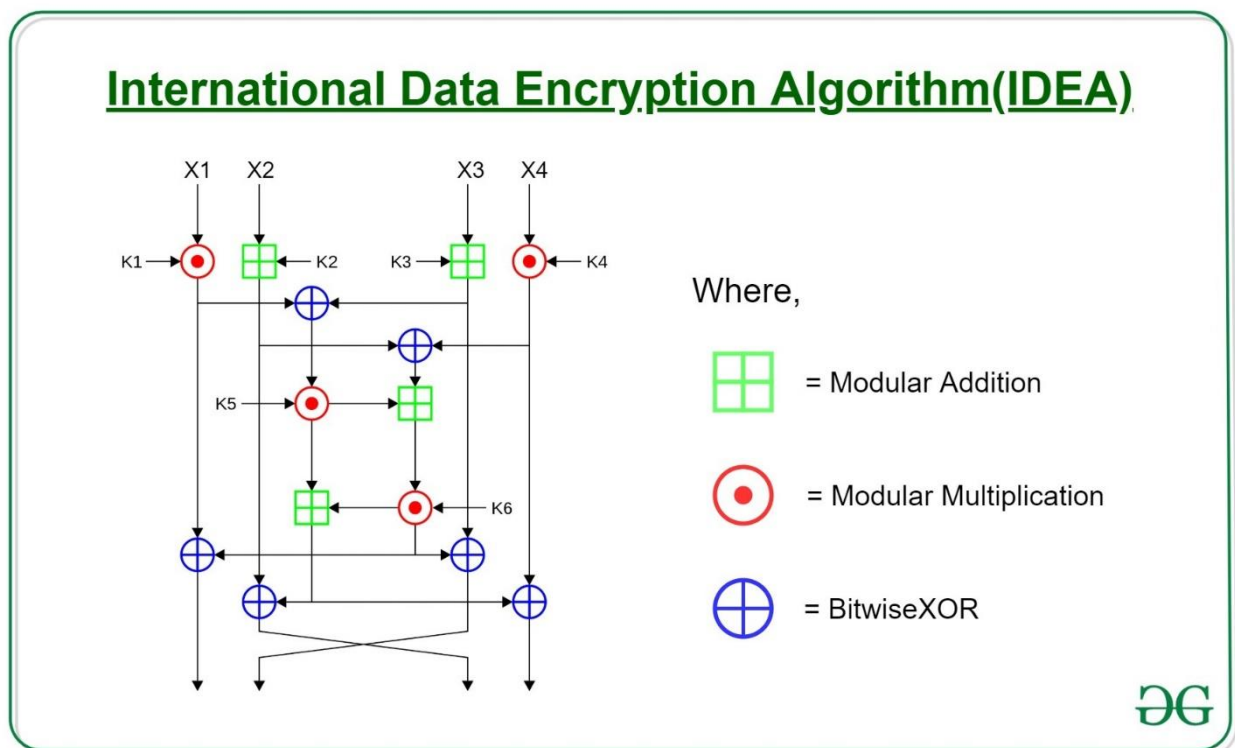 International Data Encryption Algorithm(IDEA)
X1 X2 X3 X4
K1 K2 K3 K4
Where,
= Modular Addition
K5
= Modular Multiplication
K6
= BitwiseXOR